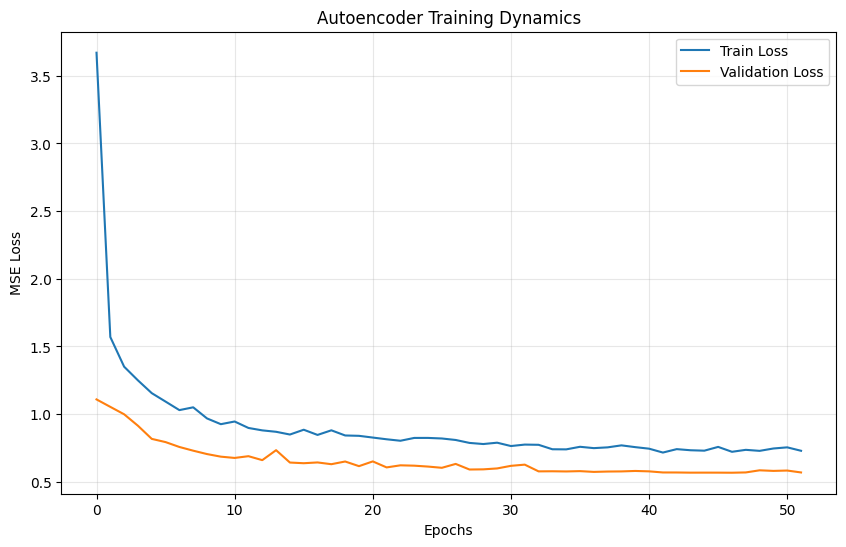 Autoencoder Training Dynamics
Train Loss
Validation Loss
MSE Loss
3.5
3.0
2.5
2.0
1.5
1.0
0.5
0 10 20 30 40 50
Epochs